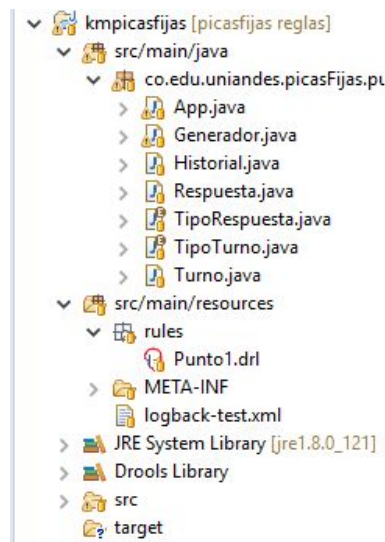 kmpicasfijas [picasfijas reglas]
src/main/java
co.edu.uniandes.picasFijas.pu
App.java
Generador.java
Historial.java
Respuesta.java
TipoRespuesta.java
TipoTurno.java
Turno.java
src/main/resources
rules
Punto1.drl
META-INF
logback-test.xml
JRE System Library [jre1.8.0_121]
Drools Library
src
target